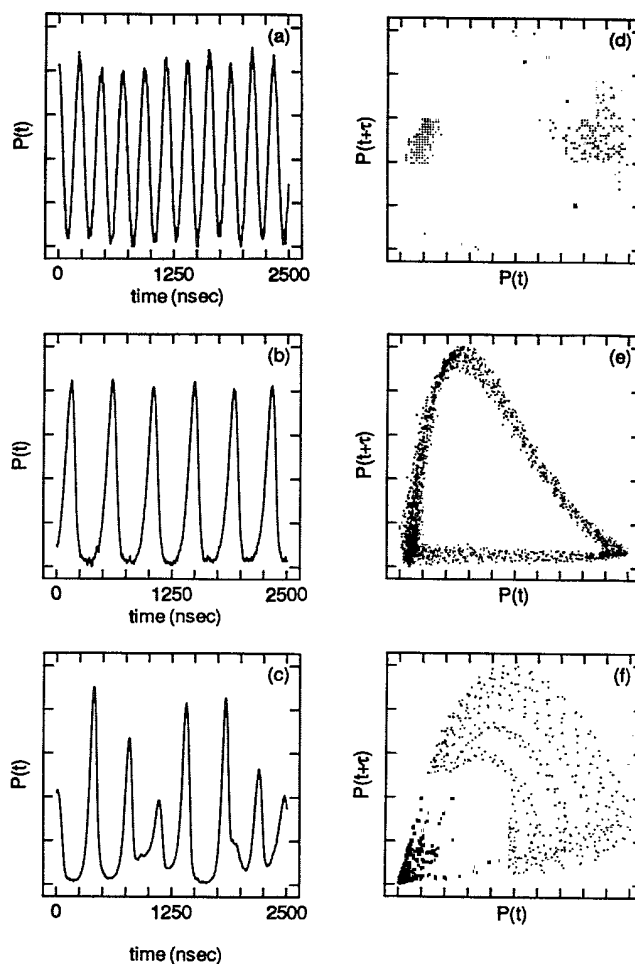 (a)
P(t)
0 1250 2500
time (nsec)
(d)
P(t+τ)
P(t)
(b)
P(t)
0 1250 2500
time (nsec)
(e)
P(t+τ)
P(t)
(c)
P(t)
0 1250 2500
time (nsec)
(f)
P(t+τ)
P(t)